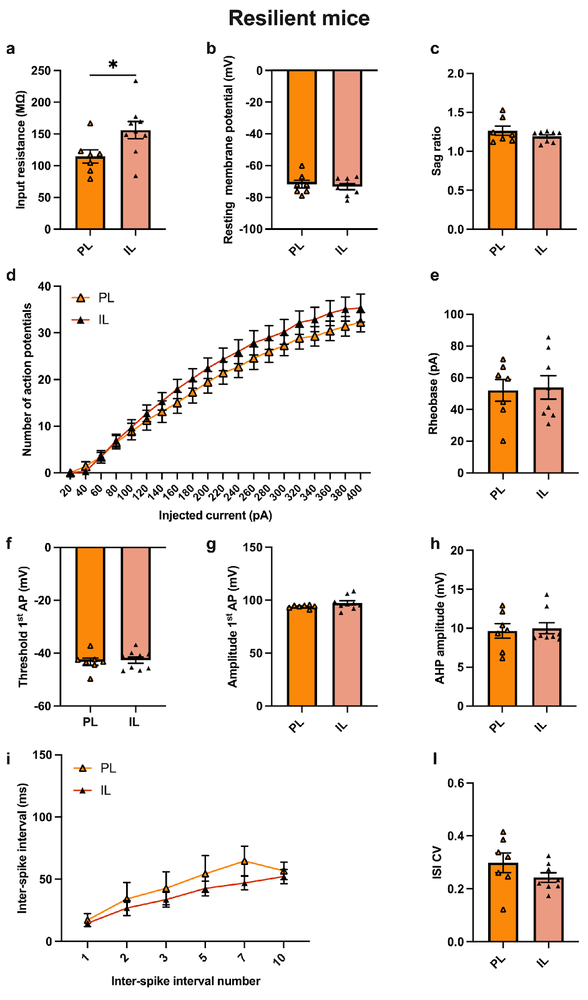 Resilient mice
a
b
c
*
Input resistance (MΩ)
250
200
150
100
50
0
PL
IL
Resting membrane potential (mV)
0
-20
-40
-60
-80
-100
PL
IL
Sag ratio
2.0
1.5
1.0
0.5
0.0
PL
IL
d
e
Number of action potentials
40
30
20
10
0
PL
IL
20 40 60 80 100 120 140 160 180 200 220 240 260 280 300 320 340 360 380 400
Injected current (pA)
Rheobase (pA)
100
80
60
40
20
0
PL
IL
f
g
h
Threshold 1st AP (mV)
0
-20
-40
-60
PL
IL
Amplitude 1st AP (mV)
150
100
50
0
PL
IL
AHP amplitude (mV)
20
15
10
5
0
PL
IL
i
l
Inter-spike interval (ms)
150
100
50
0
PL
IL
1 2 3 5 7 10
Inter-spike interval number
ISI CV
0.6
0.4
0.2
0.0
PL
IL